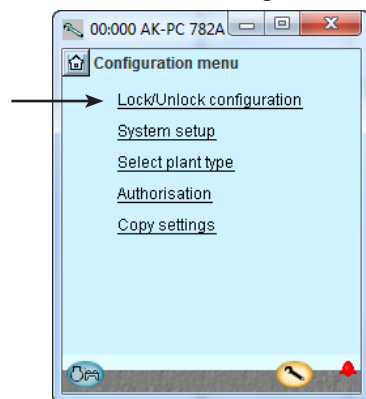 00:000 AK-PC 782A
Configuration menu
Lock/Unlock configuration
System setup
Select plant type
Authorisation
Copy settings